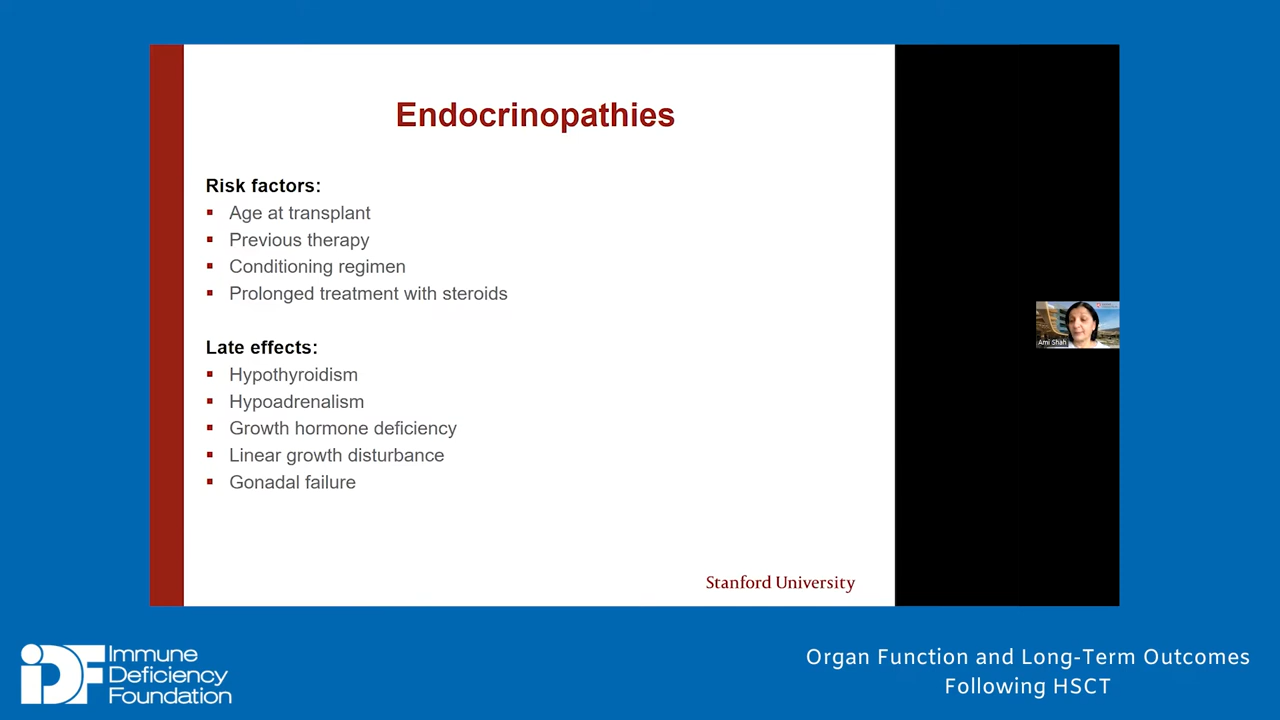 Endocrinopathies
Risk factors:
Age at transplant
Previous therapy
Conditioning regimen
Prolonged treatment with steroids
Late effects:
Hypothyroidism
Hypoadrenalism
Growth hormone deficiency
Linear growth disturbance
Gonadal failure
Stanford University
Ami Shah
IDF Immune
Deficiency
Foundation
Organ Function and Long-Term Outcomes
Following HSCT